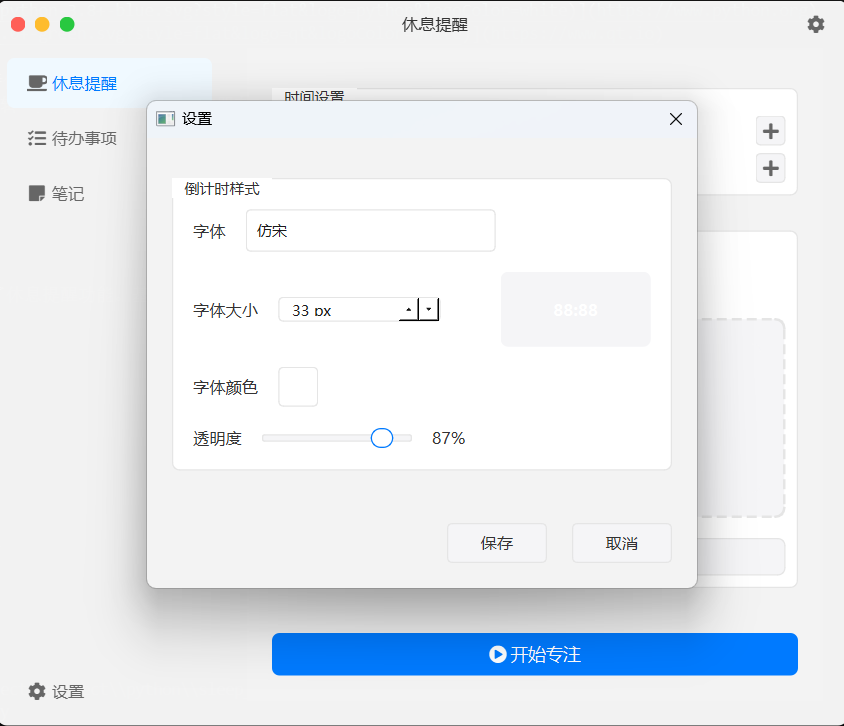 休息提醒
休息提醒
待办事项
笔记
时间设置
设置
倒计时样式
字体
仿宋
字体大小
33 px
88:88
字体颜色
透明度
87%
保存
取消
开始专注
设置